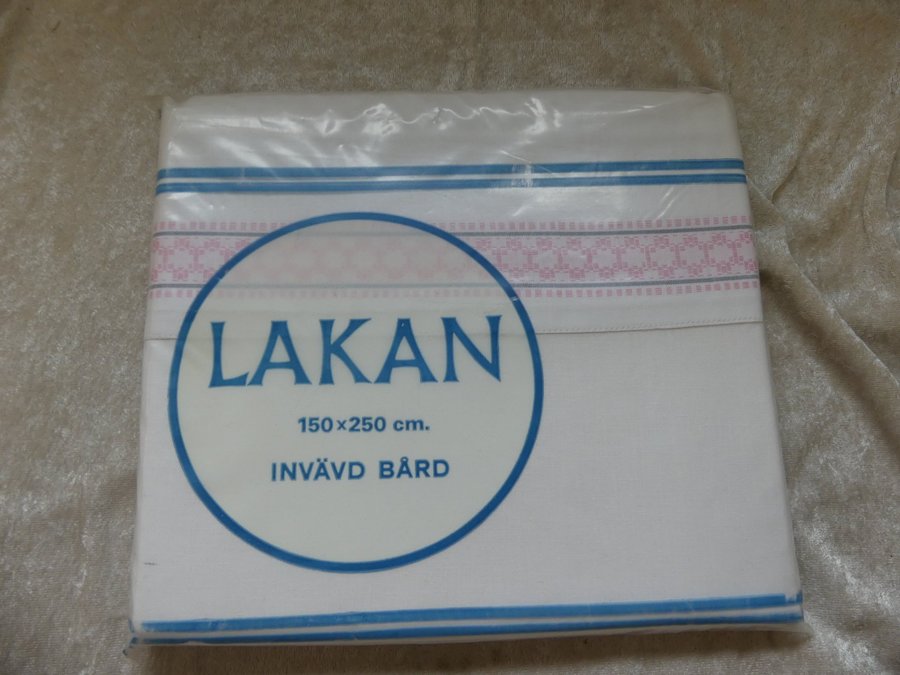 LAKAN
150×250 cm.
INVÄVD BÅRD